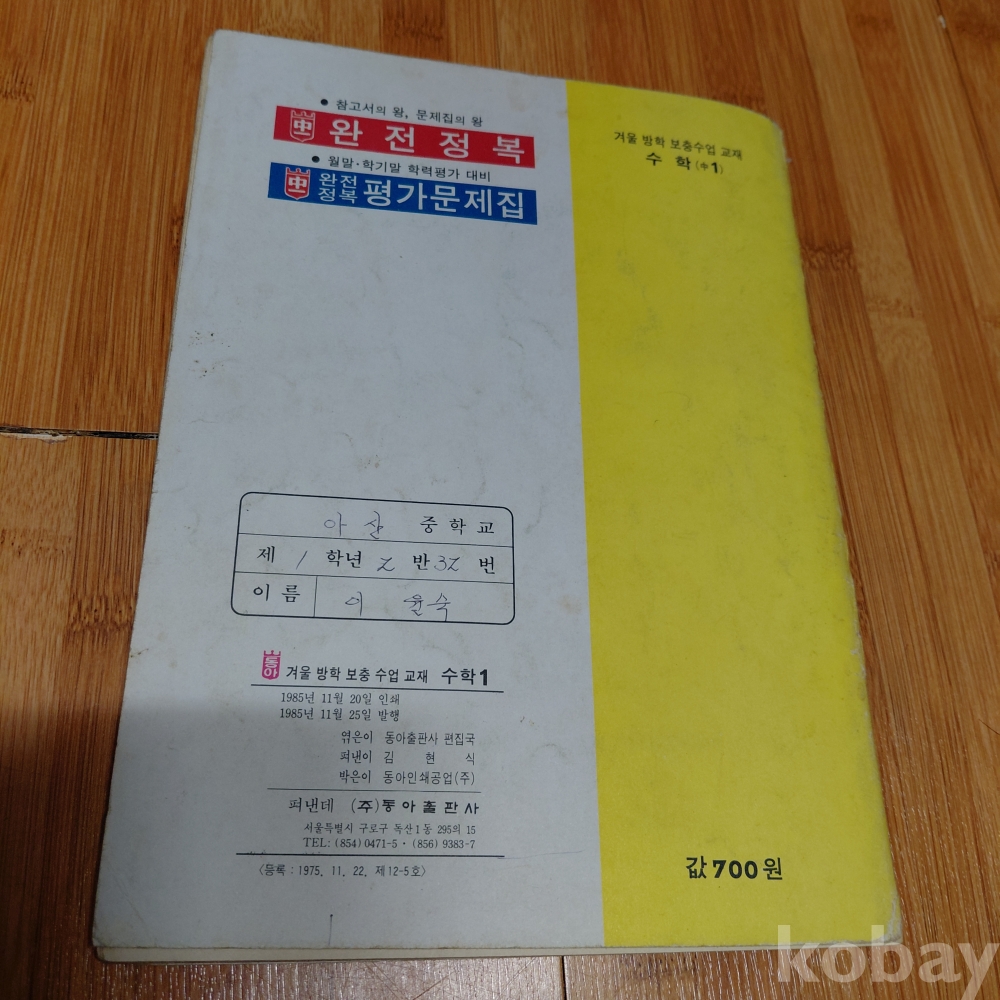 • 참고서의 왕, 문제집의 왕
中 완전정복
• 월말·학기말 학력평가 대비
中 완전정복 평가문제집
겨울 방학 보충수업 교재
수학(中1)
아산 중학교
제 1 학년 2 반 32 번
이름 이 윤숙
동아 겨울 방학 보충 수업 교재 수학1
1985년 11월 20일 인쇄
1985년 11월 25일 발행
엮은이 동아출판사 편집국
펴낸이 김 현 식
박은이 동아인쇄공업(주)
펴낸데 (주)동아출판사
서울특별시 구로구 독산1동 295의 15
TEL: (854) 0471-5 · (856) 9383-7
〈등록 : 1975. 11. 22. 제12-5호〉
값 700원
kobay